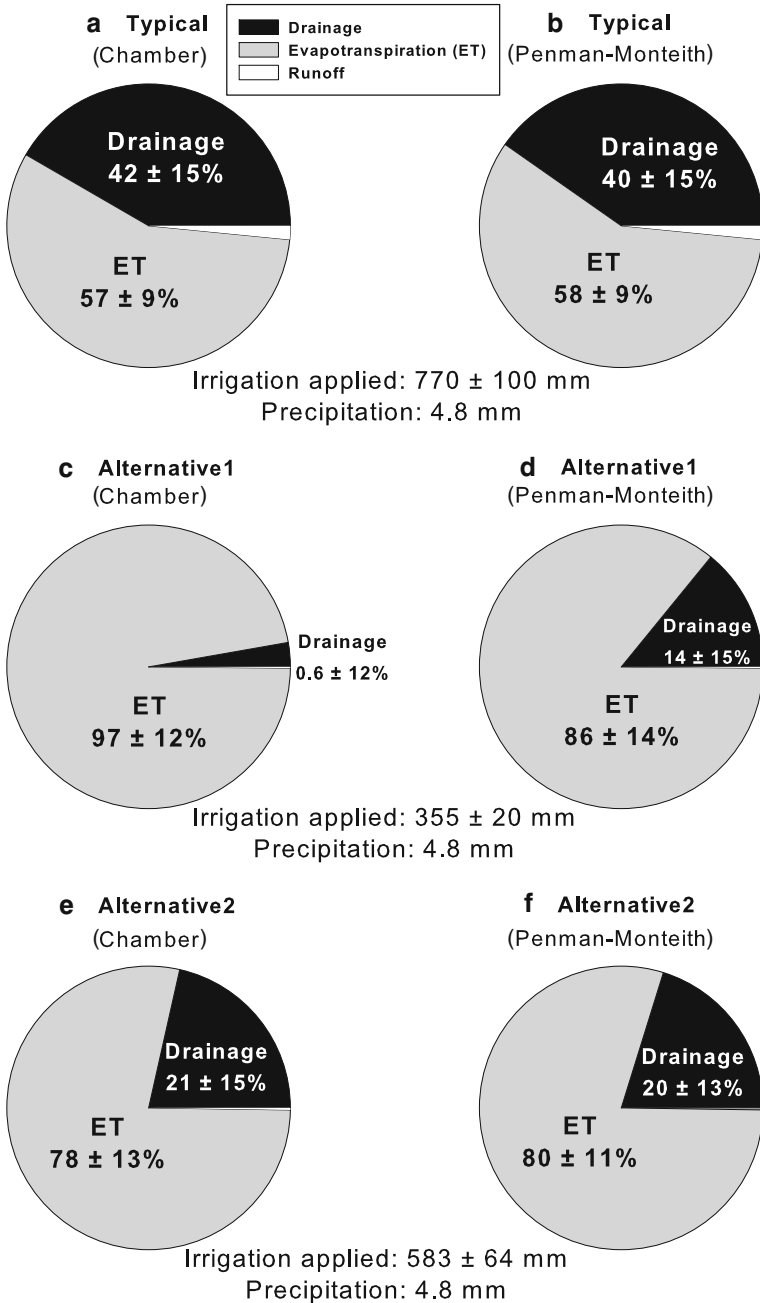 a Typical
(Chamber)
Drainage
Evapotranspiration (ET)
Runoff
b Typical
(Penman-Monteith)
Drainage
42 ± 15%
ET
57 ± 9%
Drainage
40 ± 15%
ET
58 ± 9%
Irrigation applied: 770 ± 100 mm
Precipitation: 4.8 mm
c Alternative1
(Chamber)
d Alternative1
(Penman-Monteith)
Drainage
0.6 ± 12%
ET
97 ± 12%
Drainage
14 ± 15%
ET
86 ± 14%
Irrigation applied: 355 ± 20 mm
Precipitation: 4.8 mm
e Alternative2
(Chamber)
f Alternative2
(Penman-Monteith)
Drainage
21 ± 15%
ET
78 ± 13%
Drainage
20 ± 13%
ET
80 ± 11%
Irrigation applied: 583 ± 64 mm
Precipitation: 4.8 mm